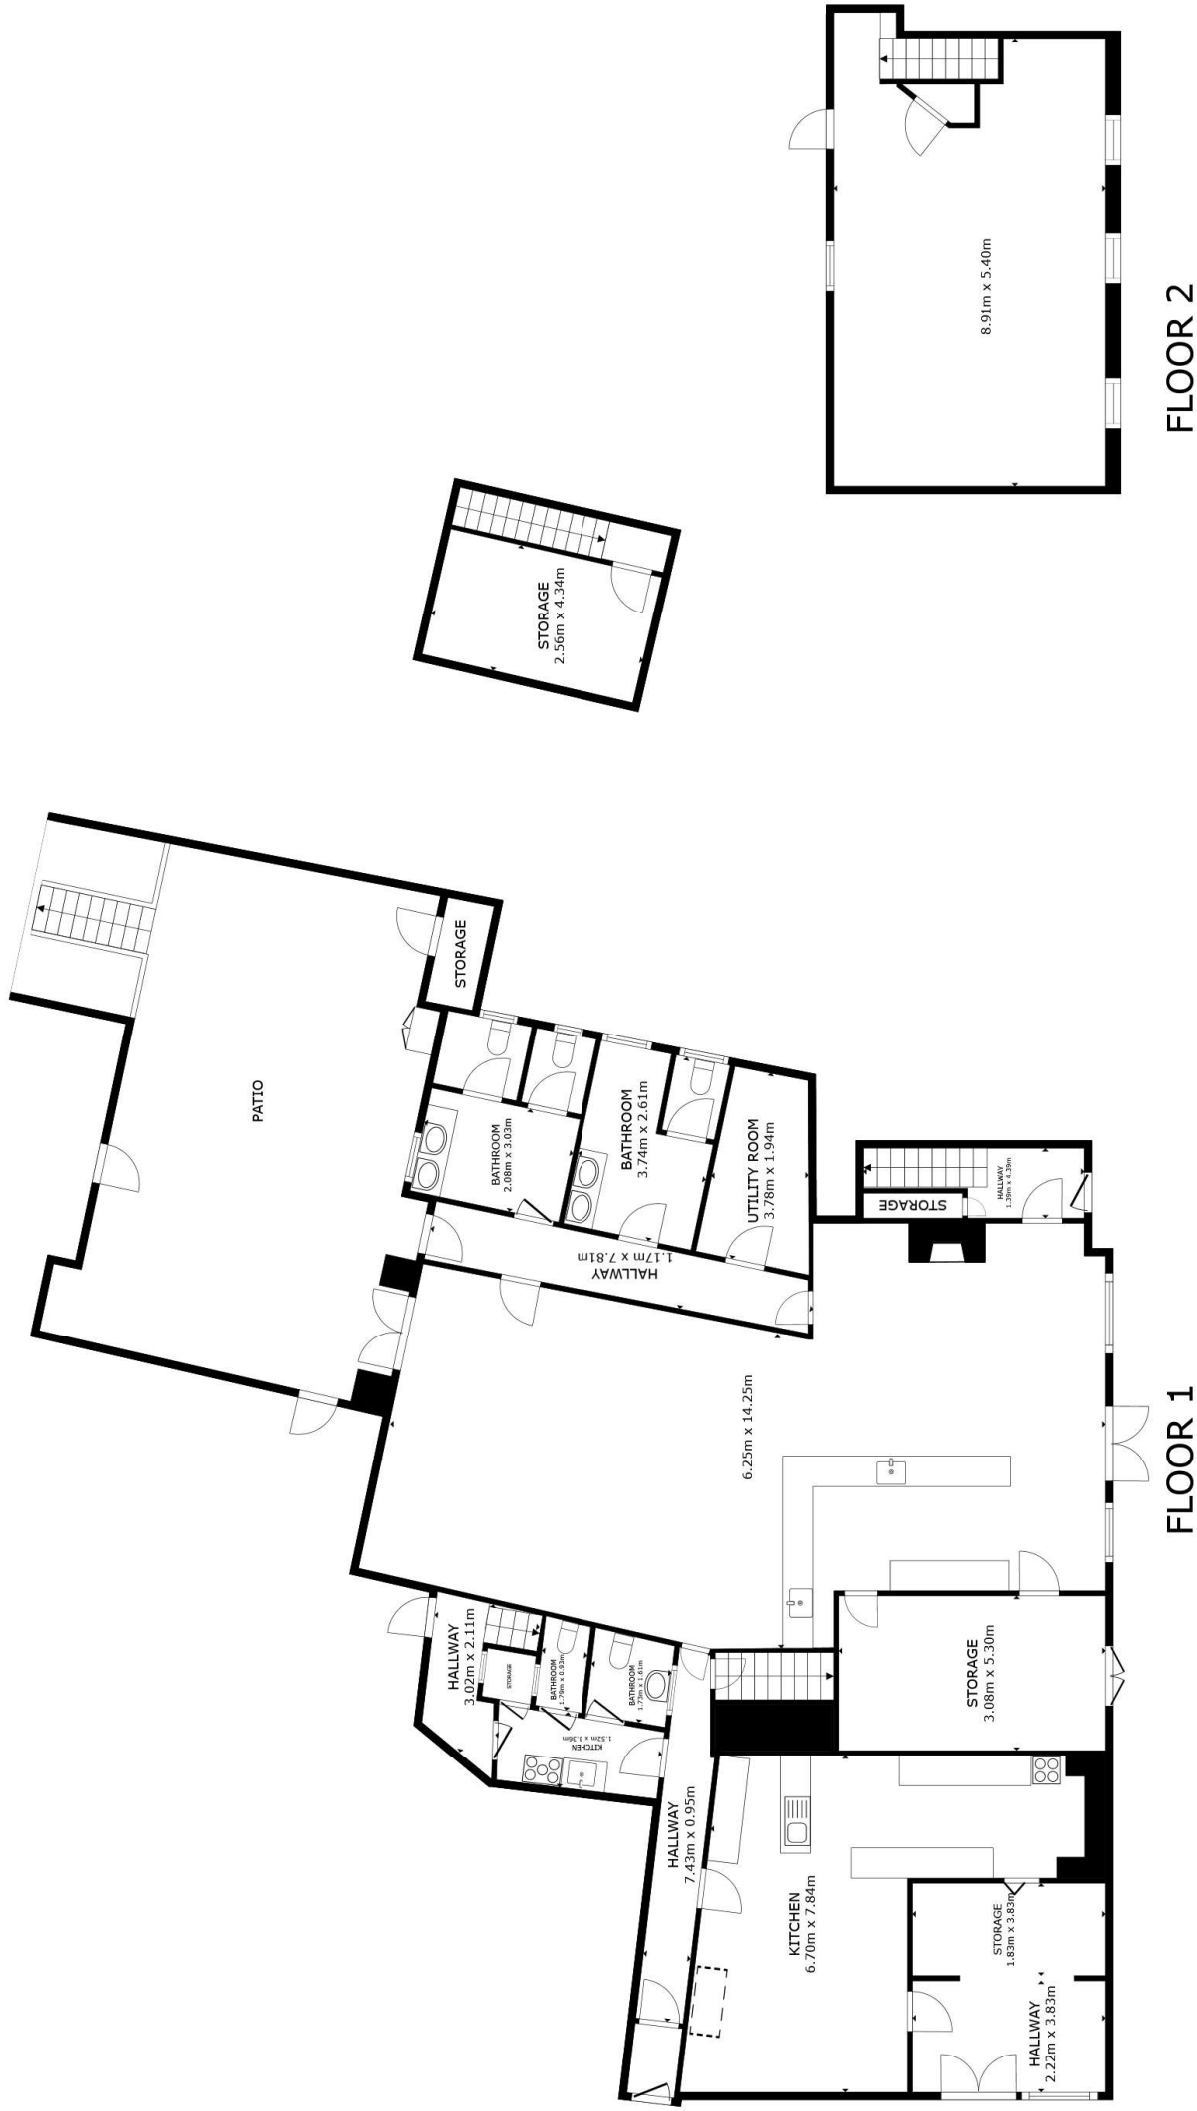 PATIO
STORAGE
BATHROOM
2.08m x 3.03m
BATHROOM
3.74m x 2.61m
UTILITY ROOM
3.78m x 1.94m
HALLWAY
1.17m x 7.81m
STORAGE
HALLWAY
1.39m x 4.39m
6.25m x 14.25m
HALLWAY
3.02m x 2.11m
STORAGE
BATHROOM
1.79m x 0.93m
BATHROOM
1.73m x 1.61m
KITCHEN
1.52m x 3.36m
STORAGE
3.08m x 5.30m
HALLWAY
7.43m x 0.95m
KITCHEN
6.70m x 7.84m
STORAGE
1.83m x 3.83m
HALLWAY
2.22m x 3.83m
FLOOR 1
STORAGE
2.56m x 4.34m
8.91m x 5.40m
FLOOR 2